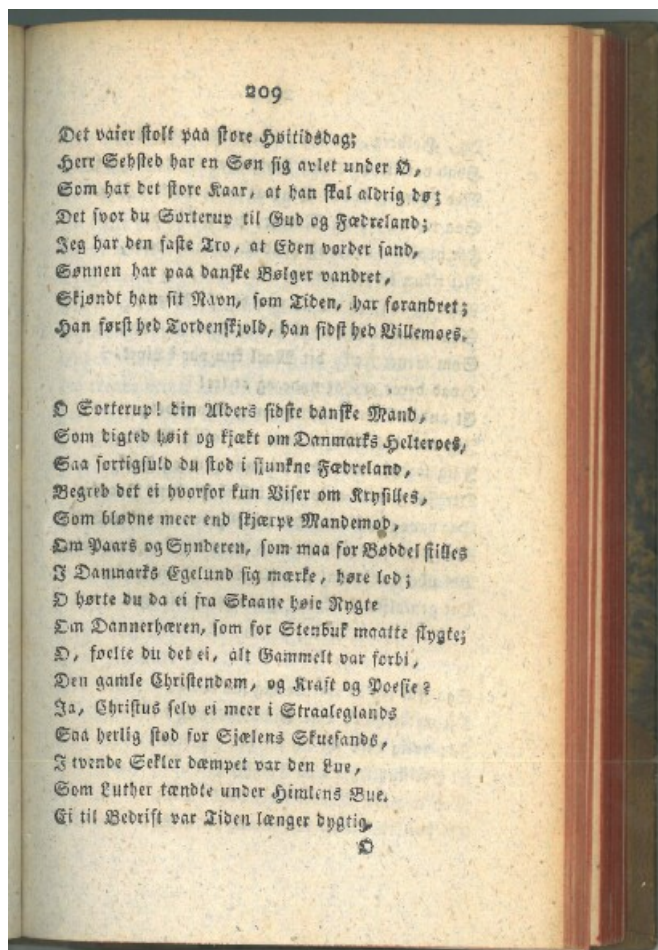 209
Det vaier stolt paa store Høitidsdag;
Herr Sehsted har en Søn sig avlet under Ø,
Som har det store Kaar, at han skal aldrig dø;
Det svor du Sorterup til Gud og Fædreland;
Jeg har den faste Tro, at Eden vorder sand,
Sønnen har paa danske Bølger vandret,
Skjøndt han sit Navn, som Tiden, har forandret;
Han først hed Tordenskjold, han sidst hed Villemoes.
O Sorterup! din Alders sidste danske Mand,
Som digted høit og kjækt om Danmarks Helteroes,
Saa sorrigfuld du stod i sjunkne Fædreland,
Begreb det ei hvorfor kun Viser om Krysilles,
Som blødne meer end skjærpe Mandemod,
Om Paars og Synderen, som maa for Bøddel stilles
I Danmarks Egelund sig mærke, høre lod;
O hørte du da ei fra Skaane høie Rygte
Om Dannerhæren, som for Stenbuk maatte flygte;
O, foelte du det ei, alt Gammelt var forbi,
Den gamle Christendom, og Kraft og Poesie?
Ja, Christus selv ei meer i Straaleglands
Saa herlig stod for Sjælens Skuesands,
I tvende Sekler dæmpet var den Lue,
Som Luther tændte under Himlens Bue.
Ei til Bedrift var Tiden længer dygtig,
O